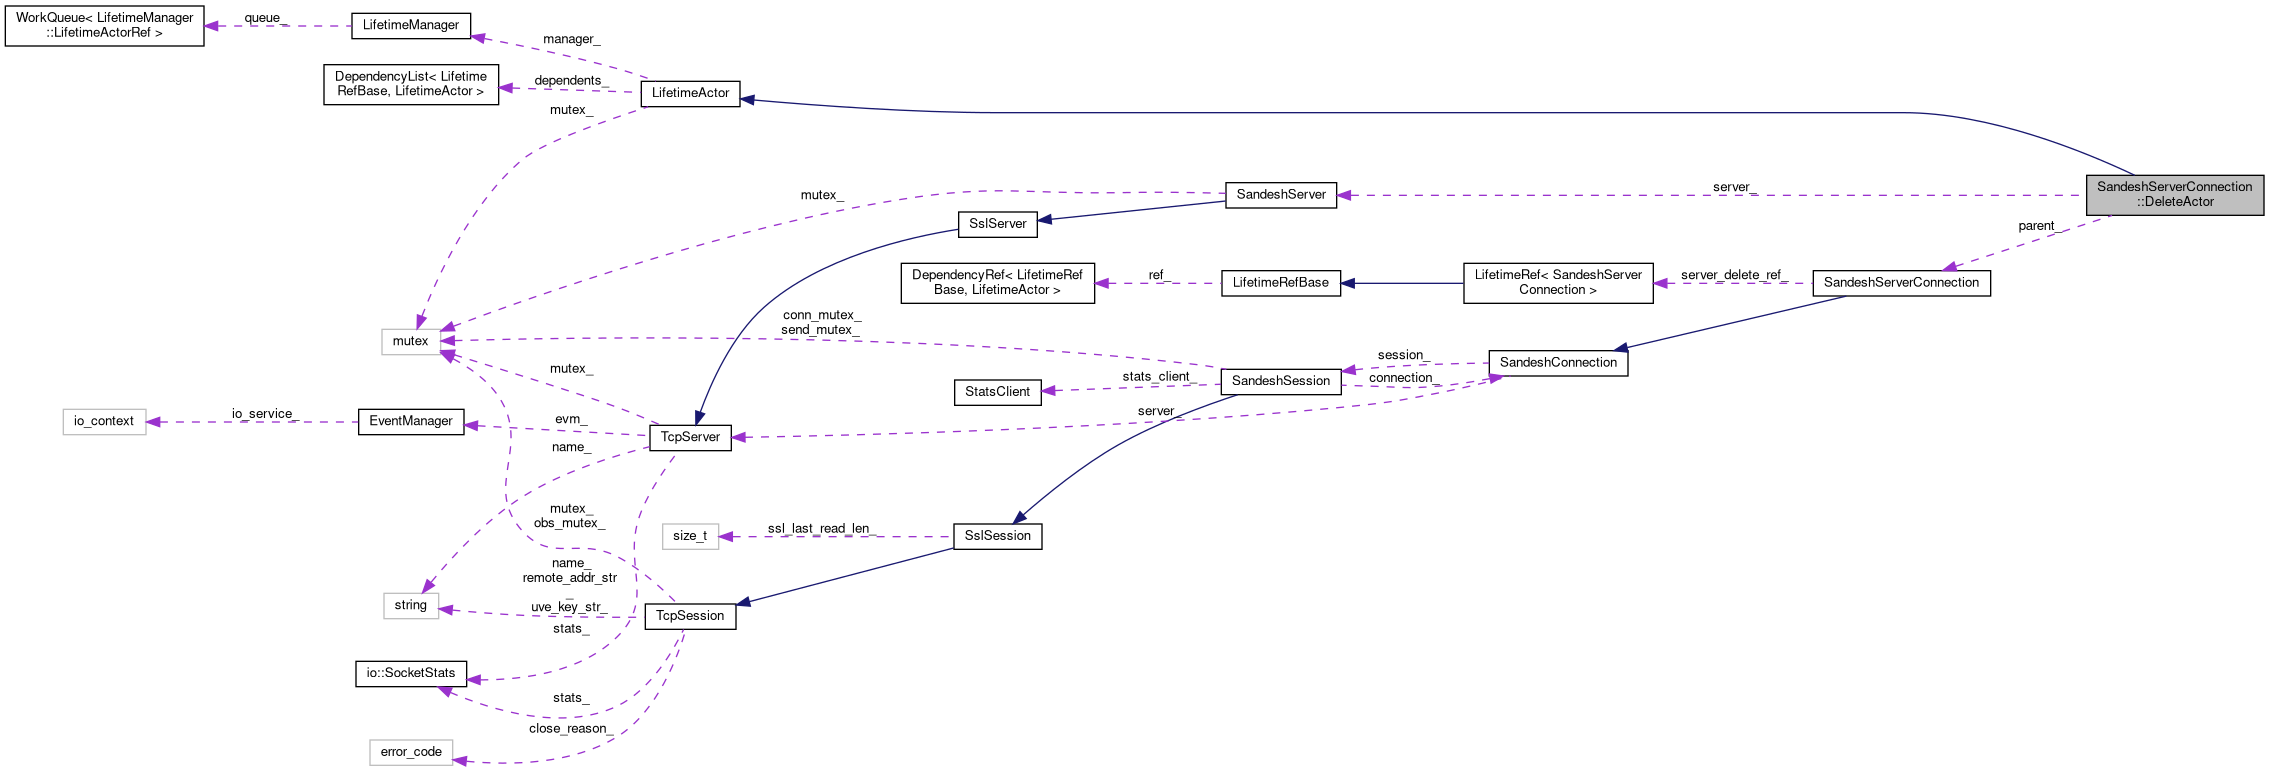 WorkQueue< LifetimeManager
::LifetimeActorRef >
queue_
LifetimeManager
manager_
DependencyList< Lifetime
RefBase, LifetimeActor >
dependents_
LifetimeActor
mutex_
SandeshServerConnection
::DeleteActor
server_
SandeshServer
mutex_
SslServer
parent_
DependencyRef< LifetimeRef
Base, LifetimeActor >
ref_
LifetimeRefBase
LifetimeRef< SandeshServer
Connection >
server_delete_ref_
SandeshServerConnection
conn_mutex_
send_mutex_
mutex
session_
SandeshConnection
mutex_
stats_client_
StatsClient
SandeshSession
connection_
io_context
io_service_
EventManager
evm_
server_
TcpServer
name_
mutex_
obs_mutex_
size_t
ssl_last_read_len_
SslSession
name_
remote_addr_str
_
uve_key_str_
string
TcpSession
stats_
io::SocketStats
stats_
close_reason_
error_code